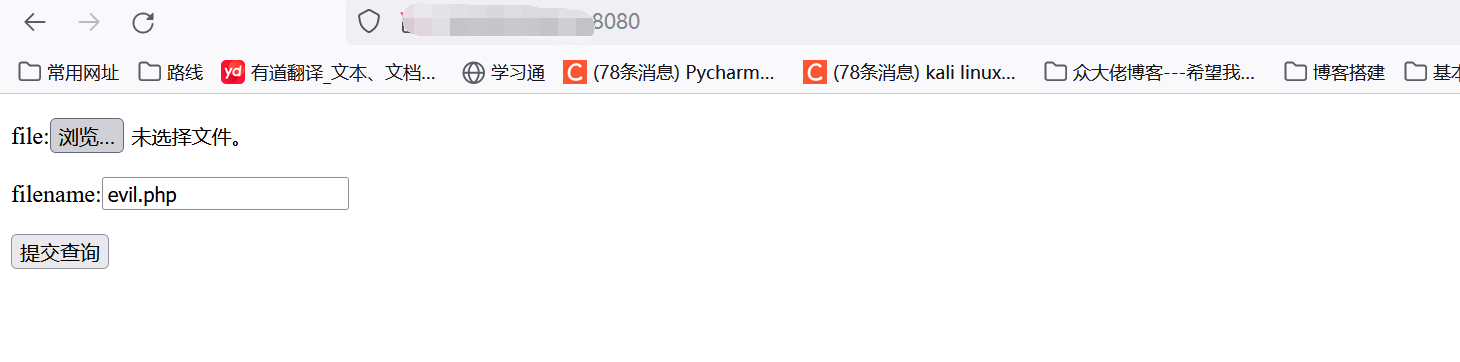 8080
常用网址 路线 yd 有道翻译_文本、文档... 学习通 C (78条消息) Pycharm... C (78条消息) kali linux... 众大佬博客---希望我... 博客搭建 基本
file: 浏览... 未选择文件。
filename: evil.php
提交查询